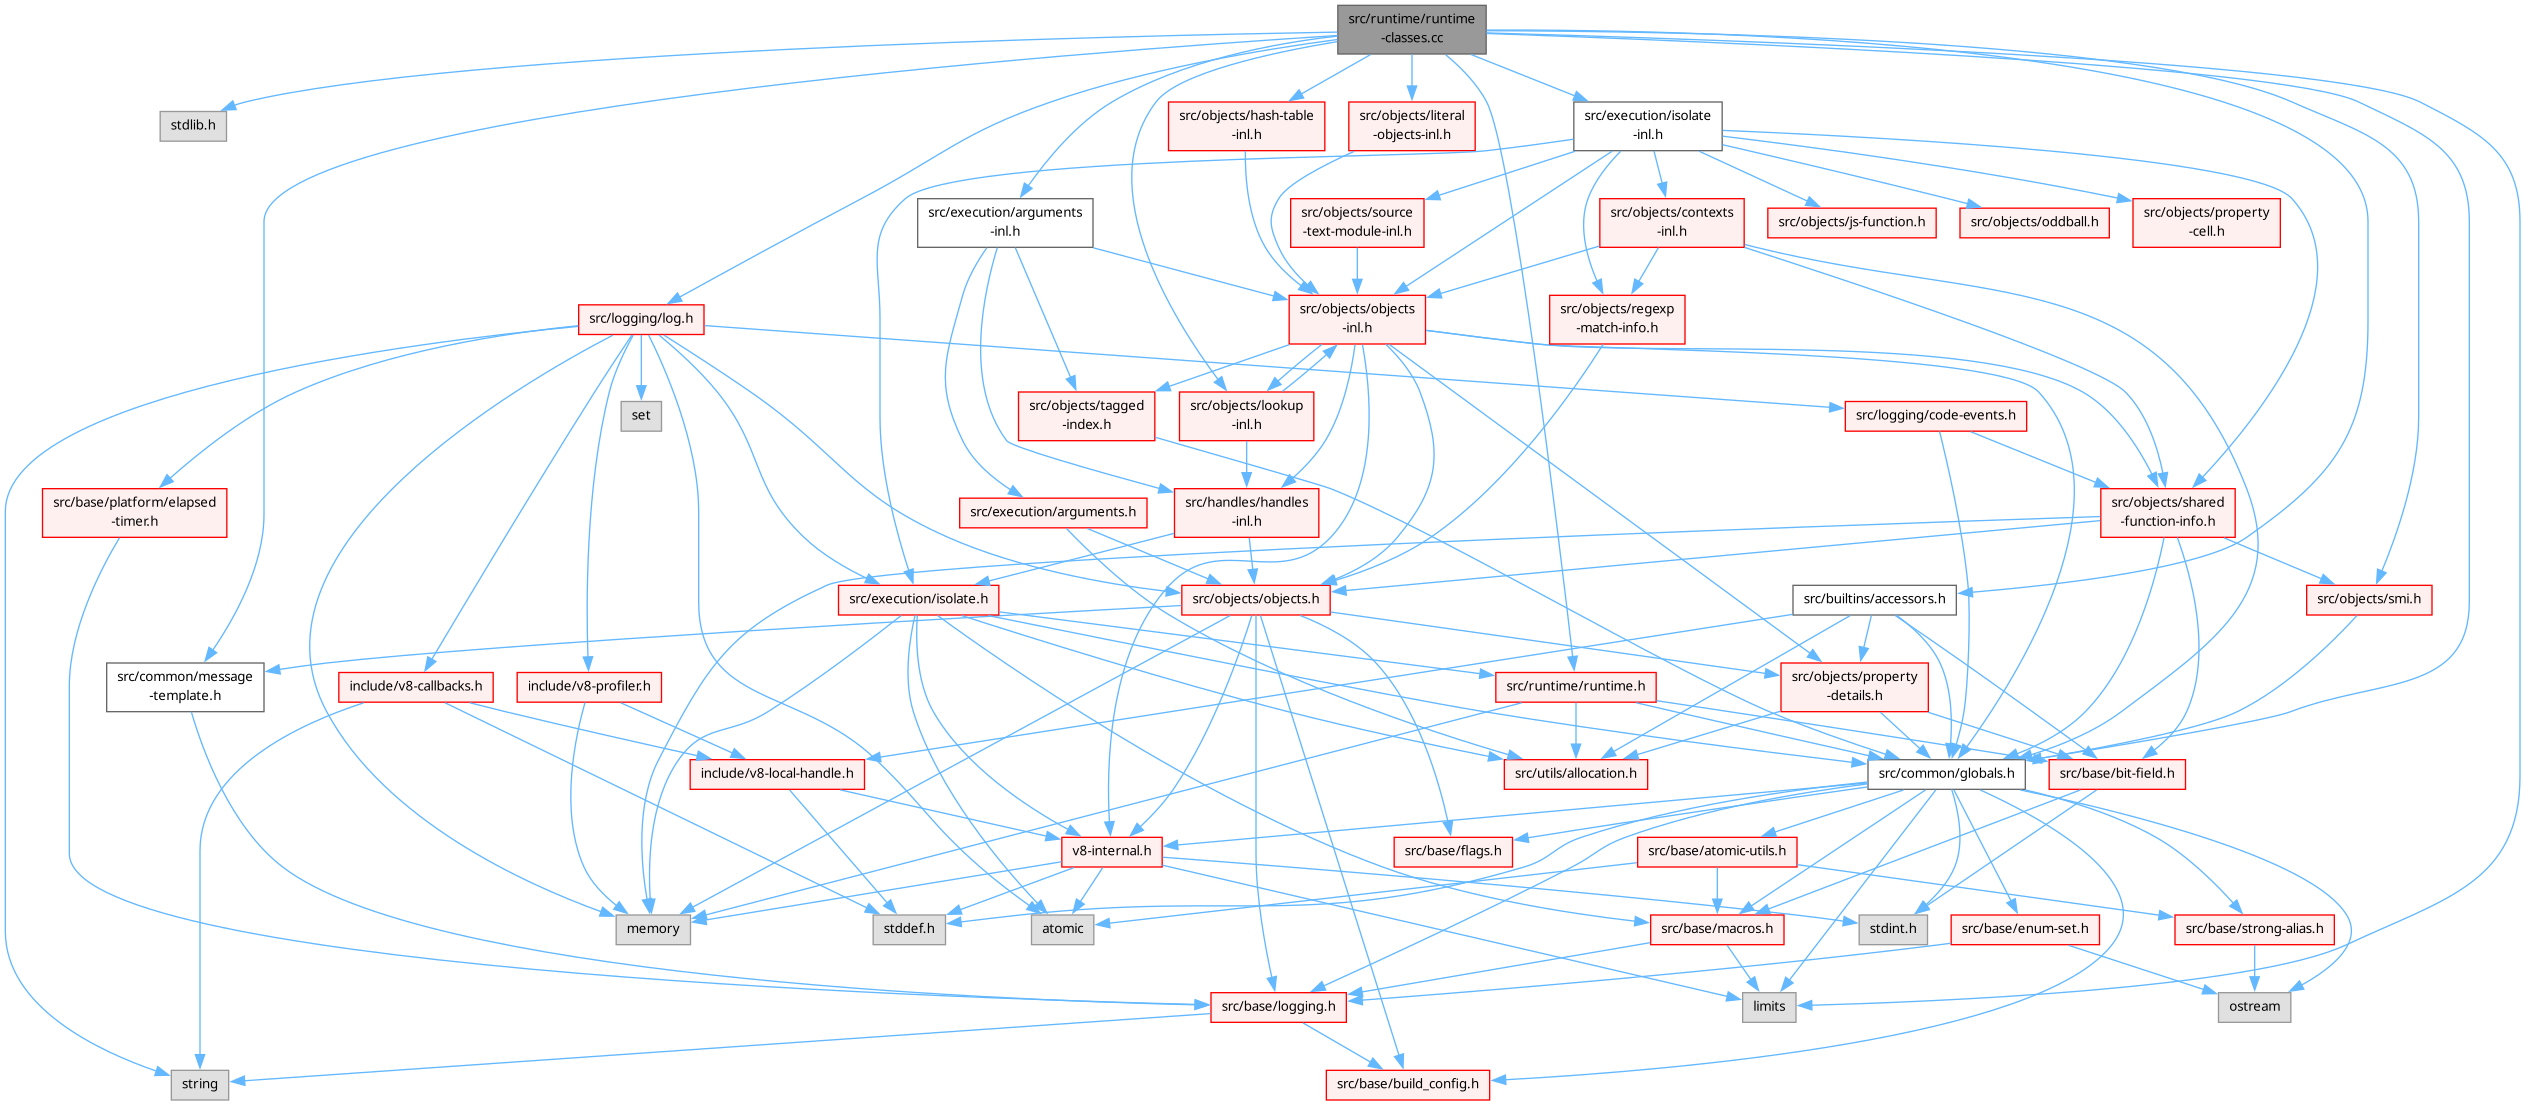 src/runtime/runtime
-classes.cc
stdlib.h
src/objects/hash-table
-inl.h
src/objects/literal
-objects-inl.h
src/execution/isolate
-inl.h
src/execution/arguments
-inl.h
src/objects/source
-text-module-inl.h
src/objects/contexts
-inl.h
src/objects/js-function.h
src/objects/oddball.h
src/objects/property
-cell.h
src/logging/log.h
src/objects/objects
-inl.h
src/objects/regexp
-match-info.h
set
src/objects/tagged
-index.h
src/objects/lookup
-inl.h
src/logging/code-events.h
src/base/platform/elapsed
-timer.h
src/execution/arguments.h
src/handles/handles
-inl.h
src/objects/shared
-function-info.h
src/execution/isolate.h
src/objects/objects.h
src/builtins/accessors.h
src/objects/smi.h
src/common/message
-template.h
include/v8-callbacks.h
include/v8-profiler.h
src/runtime/runtime.h
src/objects/property
-details.h
include/v8-local-handle.h
src/utils/allocation.h
src/common/globals.h
src/base/bit-field.h
v8-internal.h
src/base/flags.h
src/base/atomic-utils.h
memory
stddef.h
atomic
src/base/macros.h
stdint.h
src/base/enum-set.h
src/base/strong-alias.h
src/base/logging.h
limits
ostream
string
src/base/build_config.h